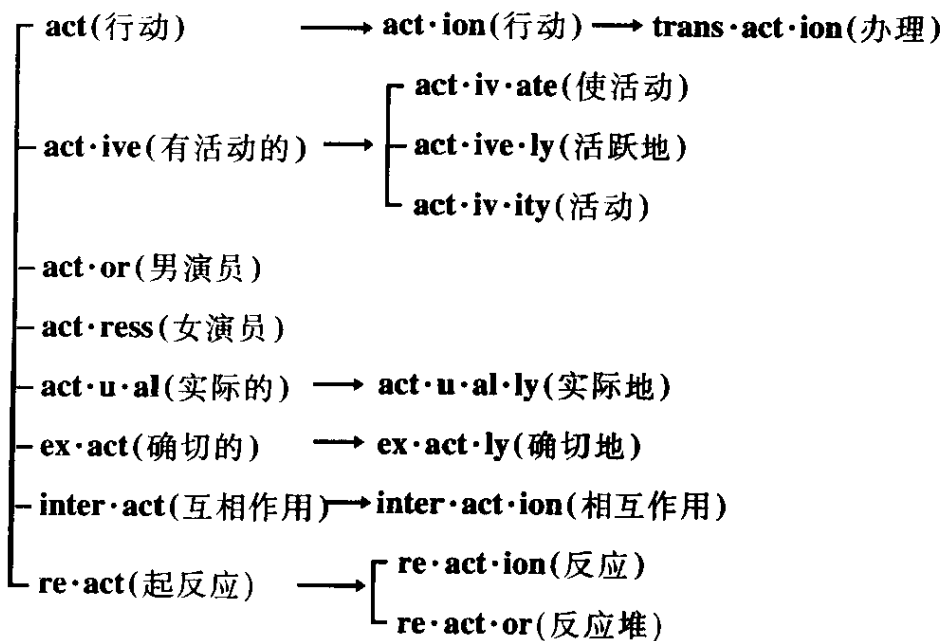 act(行动) → act·ion(行动) → trans·act·ion(办理)
act·iv·ate(使活动)
act·ive(有活动的) → act·ive·ly(活跃地)
act·iv·ity(活动)
act·or(男演员)
act·ress(女演员)
act·u·al(实际的) → act·u·al·ly(实际地)
ex·act(确切的) → ex·act·ly(确切地)
inter·act(互相作用) → inter·act·ion(相互作用)
re·act·ion(反应)
re·act(起反应) →
re·act·or(反应堆)